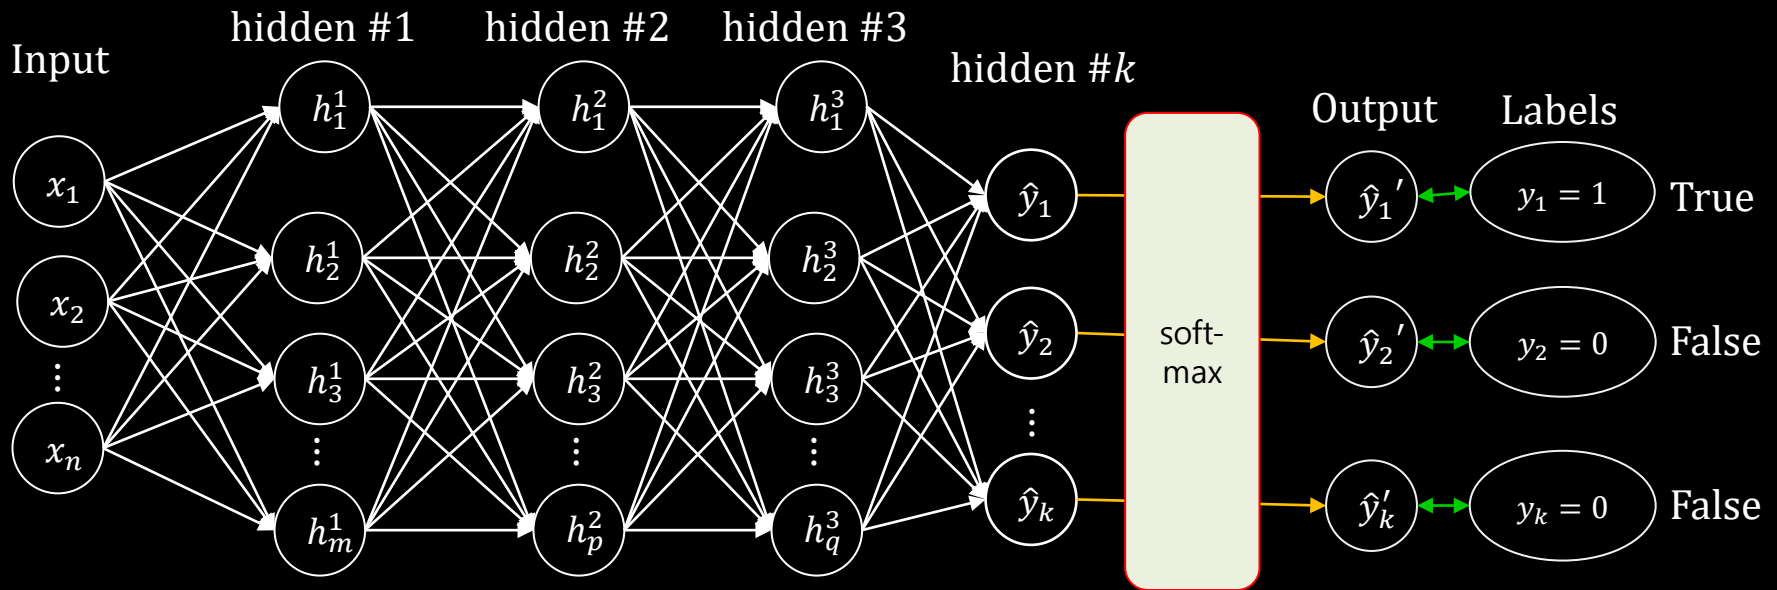 Input
hidden #1
hidden #2
hidden #3
hidden #k
Output
Labels
x₁
x₂
⋮
xₙ
h₁¹
h₂¹
h₃¹
⋮
hₘ¹
h₁²
h₂²
h₃²
⋮
hₚ²
h₁³
h₂³
h₃³
⋮
h_q³
ŷ₁
ŷ₂
⋮
ŷₖ
soft-
max
ŷ₁′
ŷ₂′
ŷₖ′
y₁ = 1
True
y₂ = 0
False
yₖ = 0
False